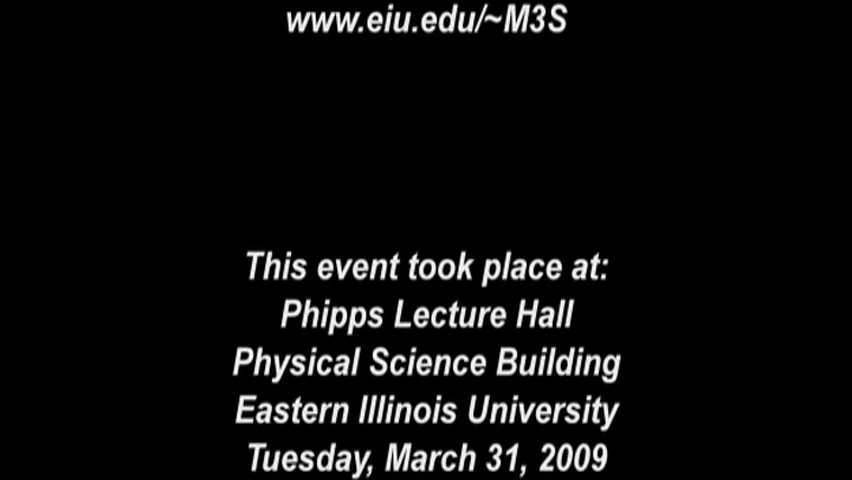 www.eiu.edu/~M3S
This event took place at:
Phipps Lecture Hall
Physical Science Building
Eastern Illinois University
Tuesday, March 31, 2009